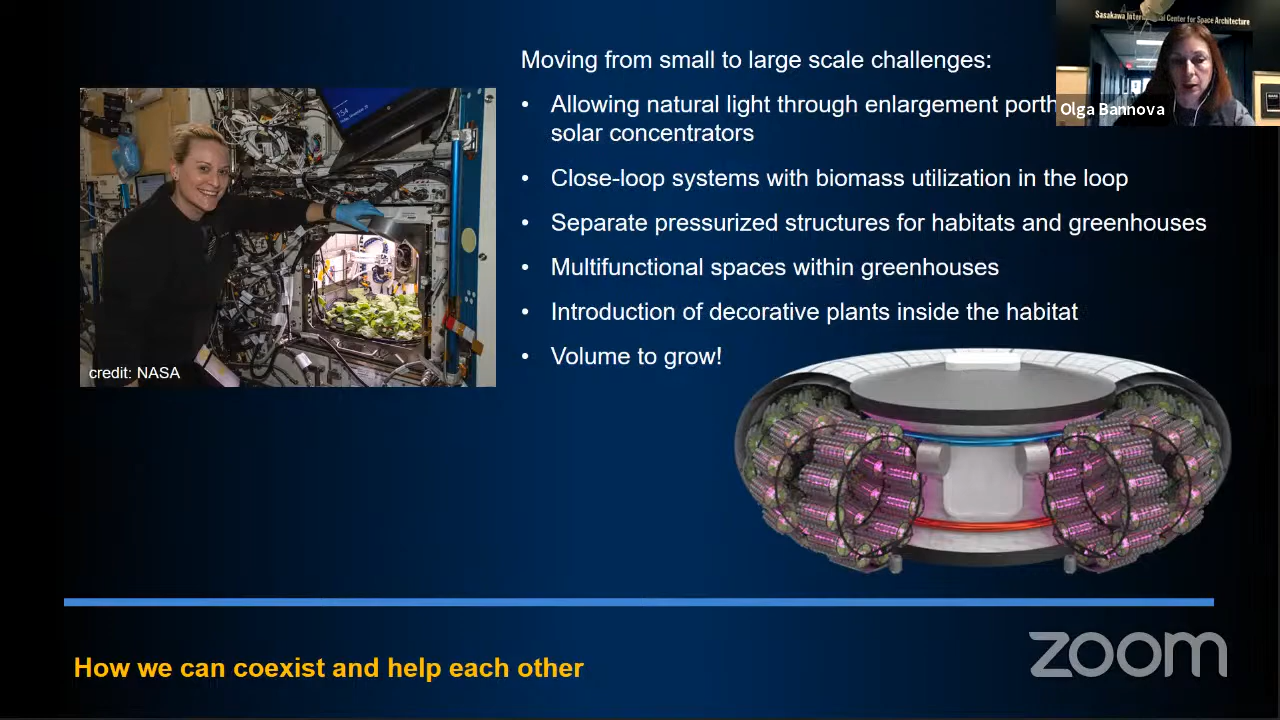 Sasakawa International Center for Space Architecture
Moving from small to large scale challenges:
• Allowing natural light through enlargement
solar concentrators
Olga Bannova
• Close-loop systems with biomass utilization in the loop
• Separate pressurized structures for habitats and greenhouses
• Multifunctional spaces within greenhouses
• Introduction of decorative plants inside the habitat
• Volume to grow!
1:54
credit: NASA
How we can coexist and help each other
zoom